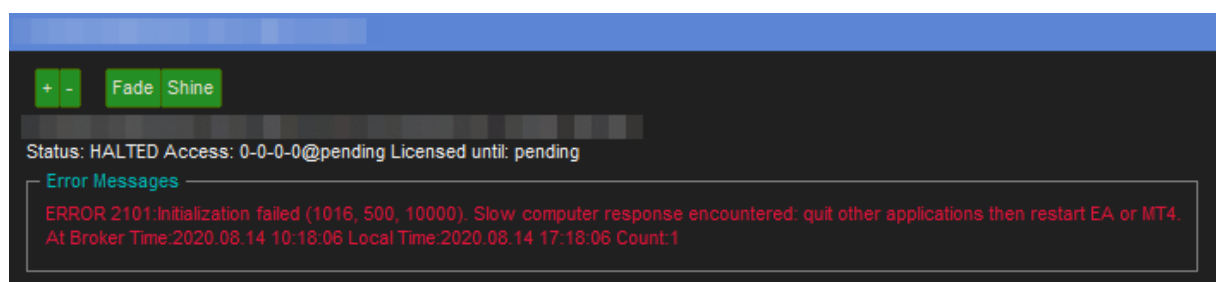 + - Fade Shine
Status: HALTED Access: 0-0-0-0@pending Licensed until: pending
Error Messages
ERROR 2101:Initialization failed (1016, 500, 10000). Slow computer response encountered: quit other applications then restart EA or MT4.
At Broker Time:2020.08.14 10:18:06 Local Time:2020.08.14 17:18:06 Count:1